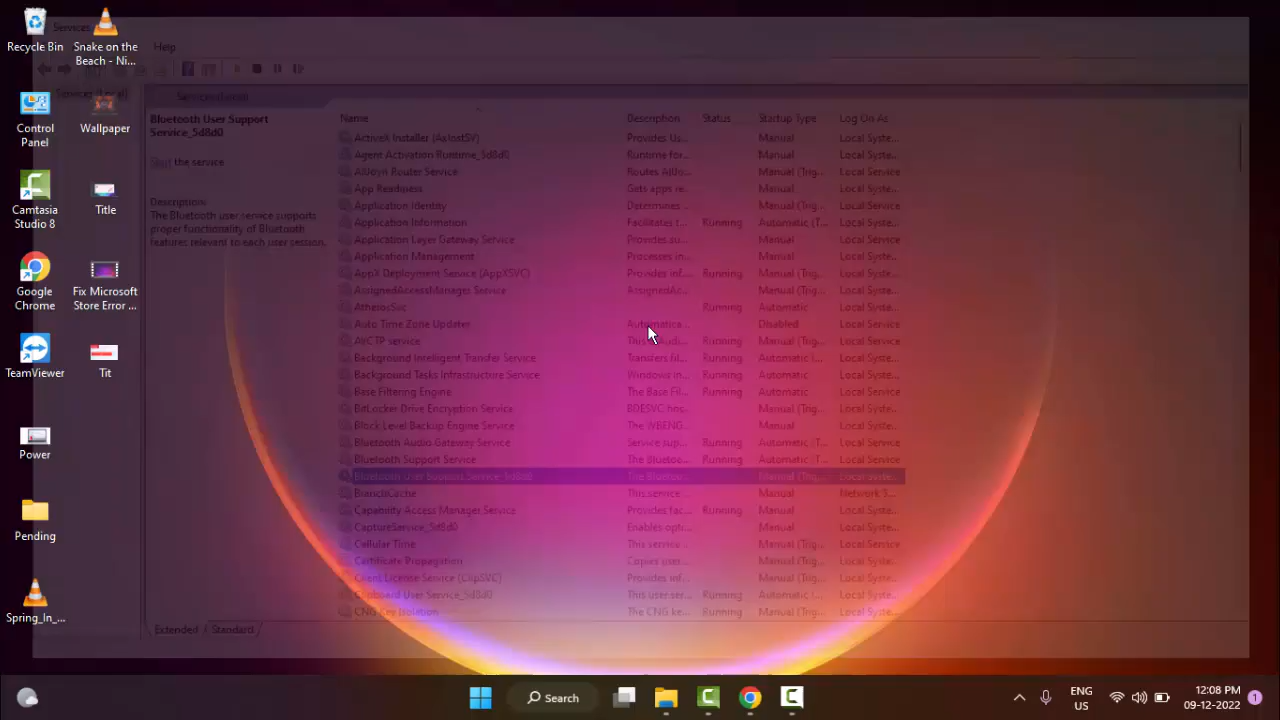 Recycle Bin
Snake on the
Beach - Ni...
Control
Panel
Wallpaper
Camtasia
Studio 8
Title
Google
Chrome
Fix Microsoft
Store Error ...
TeamViewer
Tit
Power
Pending
Spring_In_...
Services
Help
Services (Local)
Bluetooth User Support
Service_5d8d0
Start the service
Description:
The Bluetooth user service supports
proper functionality of Bluetooth
features relevant to each user session.
Name Description Status Startup Type Log On As
ActiveX Installer (AxInstSV) Provides Us... Manual Local Syste...
Agent Activation Runtime_5d8d0 Runtime for... Manual Local Syste...
AllJoyn Router Service Routes AllJo... Manual (Trig... Local Service
App Readiness Gets apps re... Manual Local Syste...
Application Identity Determines ... Manual (Trig... Local Service
Application Information Facilitates t... Running Automatic (T... Local Syste...
Application Layer Gateway Service Provides su... Manual Local Service
Application Management Processes in... Manual Local Syste...
AppX Deployment Service (AppXSVC) Provides inf... Running Manual (Trig... Local Syste...
AssignedAccessManager Service AssignedAc... Manual (Trig... Local Syste...
AtherosSvc Running Automatic Local Syste...
Auto Time Zone Updater Automatica... Disabled Local Service
AVCTP service This is Audi... Running Manual (Trig... Local Service
Background Intelligent Transfer Service Transfers fil... Running Automatic (... Local Syste...
Background Tasks Infrastructure Service Windows in... Running Automatic Local Syste...
Base Filtering Engine The Base Fil... Running Automatic Local Service
BitLocker Drive Encryption Service BDESVC hos... Manual (Trig... Local Syste...
Block Level Backup Engine Service The WBENG... Manual Local Syste...
Bluetooth Audio Gateway Service Service sup... Running Automatic (T... Local Service
Bluetooth Support Service The Bluetoo... Running Automatic (T... Local Service
Bluetooth User Support Service_5d8d0 The Bluetoo... Manual (Trig... Local Syste...
BranchCache This service ... Manual Network S...
Capability Access Manager Service Provides fac... Running Manual Local Syste...
CaptureService_5d8d0 Enables opti... Manual Local Syste...
Cellular Time This service ... Manual (Trig... Local Service
Certificate Propagation Copies user ... Manual (Trig... Local Syste...
Client License Service (ClipSVC) Provides inf... Manual (Trig... Local Syste...
Clipboard User Service_5d8d0 This user ser... Running Automatic (... Local Syste...
CNG Key Isolation The CNG ke... Running Manual (Trig... Local Syste...
Extended Standard
Search
ENG
US
12:08 PM
09-12-2022
1